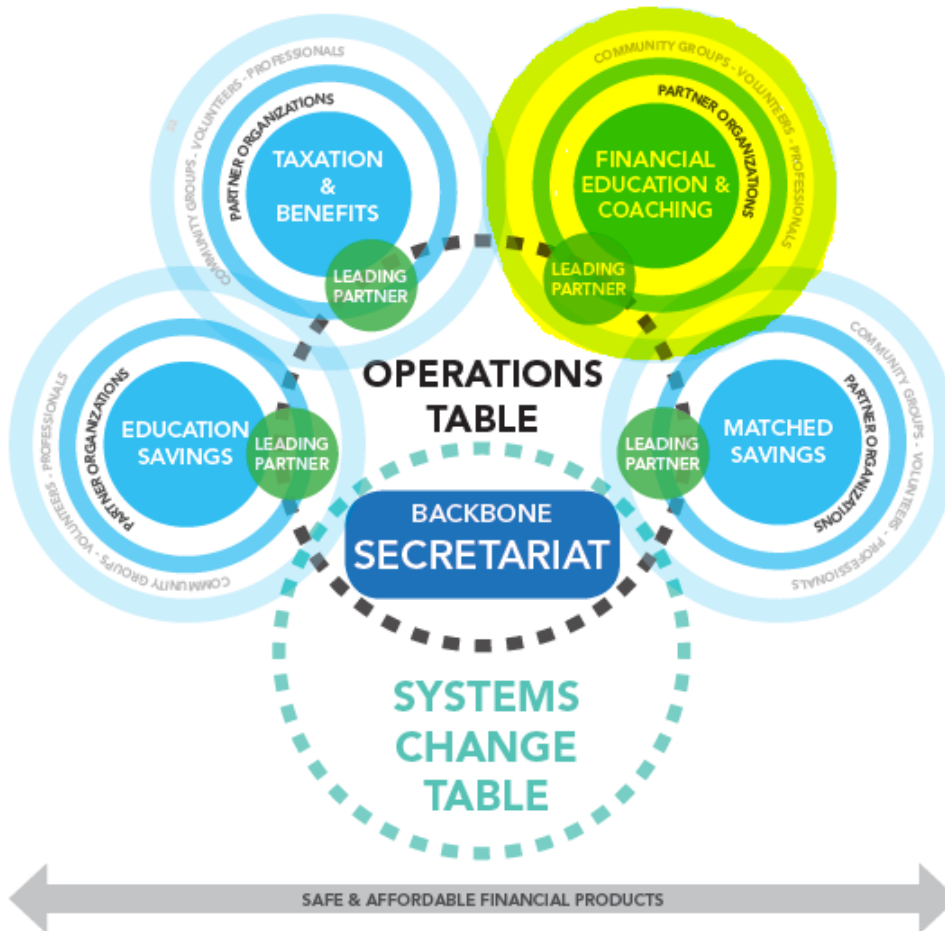 COMMUNITY GROUPS - VOLUNTEERS - PROFESSIONALS
PARTNER ORGANIZATIONS
TAXATION
&
BENEFITS
LEADING
PARTNER
COMMUNITY GROUPS - VOLUNTEERS - PROFESSIONALS
PARTNER ORGANIZATIONS
FINANCIAL
EDUCATION &
COACHING
LEADING
PARTNER
COMMUNITY GROUPS - VOLUNTEERS - PROFESSIONALS
PARTNER ORGANIZATIONS
EDUCATION
SAVINGS
LEADING
PARTNER
OPERATIONS
TABLE
COMMUNITY GROUPS - VOLUNTEERS - PROFESSIONALS
PARTNER ORGANIZATIONS
MATCHED
SAVINGS
LEADING
PARTNER
BACKBONE
SECRETARIAT
SYSTEMS
CHANGE
TABLE
SAFE & AFFORDABLE FINANCIAL PRODUCTS